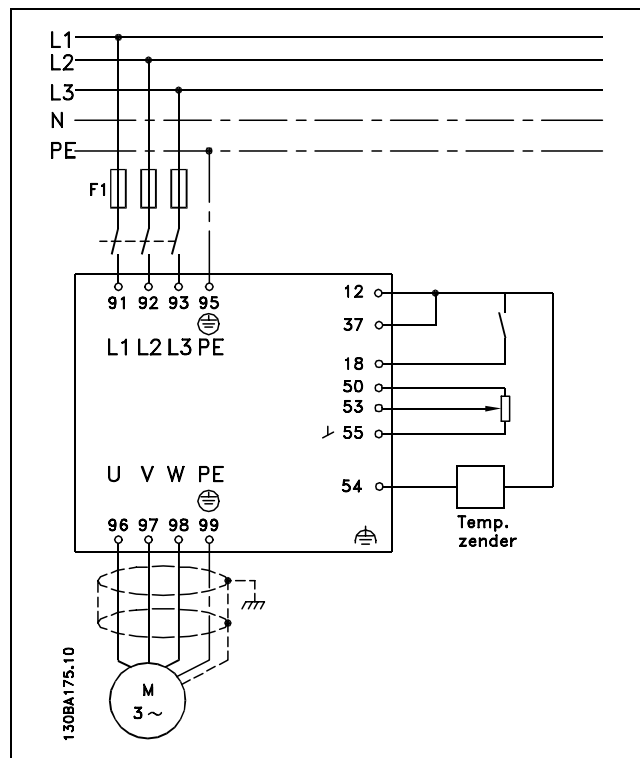 L1
L2
L3
N
PE
F1
91 92 93 95
L1 L2 L3 PE
12
37
18
50
53
55
54
U V W PE
96 97 98 99
Temp.
zender
M
3~
130BA175.10